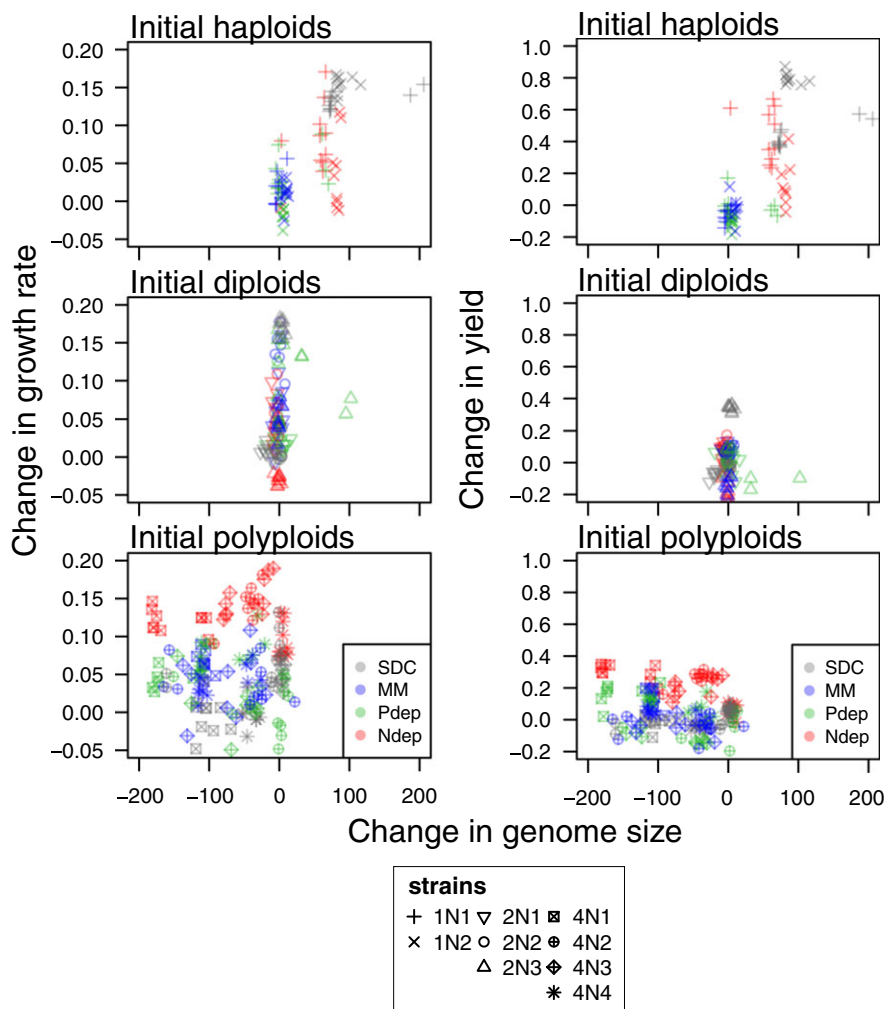 Initial haploids
0.20
0.15
0.10
0.05
0.00
−0.05
Initial haploids
1.0
0.8
0.6
0.4
0.2
0.0
−0.2
Change in growth rate
Initial diploids
0.20
0.15
0.10
0.05
0.00
−0.05
Change in yield
Initial diploids
1.0
0.8
0.6
0.4
0.2
0.0
−0.2
Initial polyploids
0.20
0.15
0.10
0.05
0.00
−0.05
SDC
MM
Pdep
Ndep
−200 −100 0 100 200
Initial polyploids
1.0
0.8
0.6
0.4
0.2
0.0
−0.2
SDC
MM
Pdep
Ndep
−200 −100 0 100 200
Change in genome size
strains
1N1 2N1 4N1
1N2 2N2 4N2
2N3 4N3
4N4